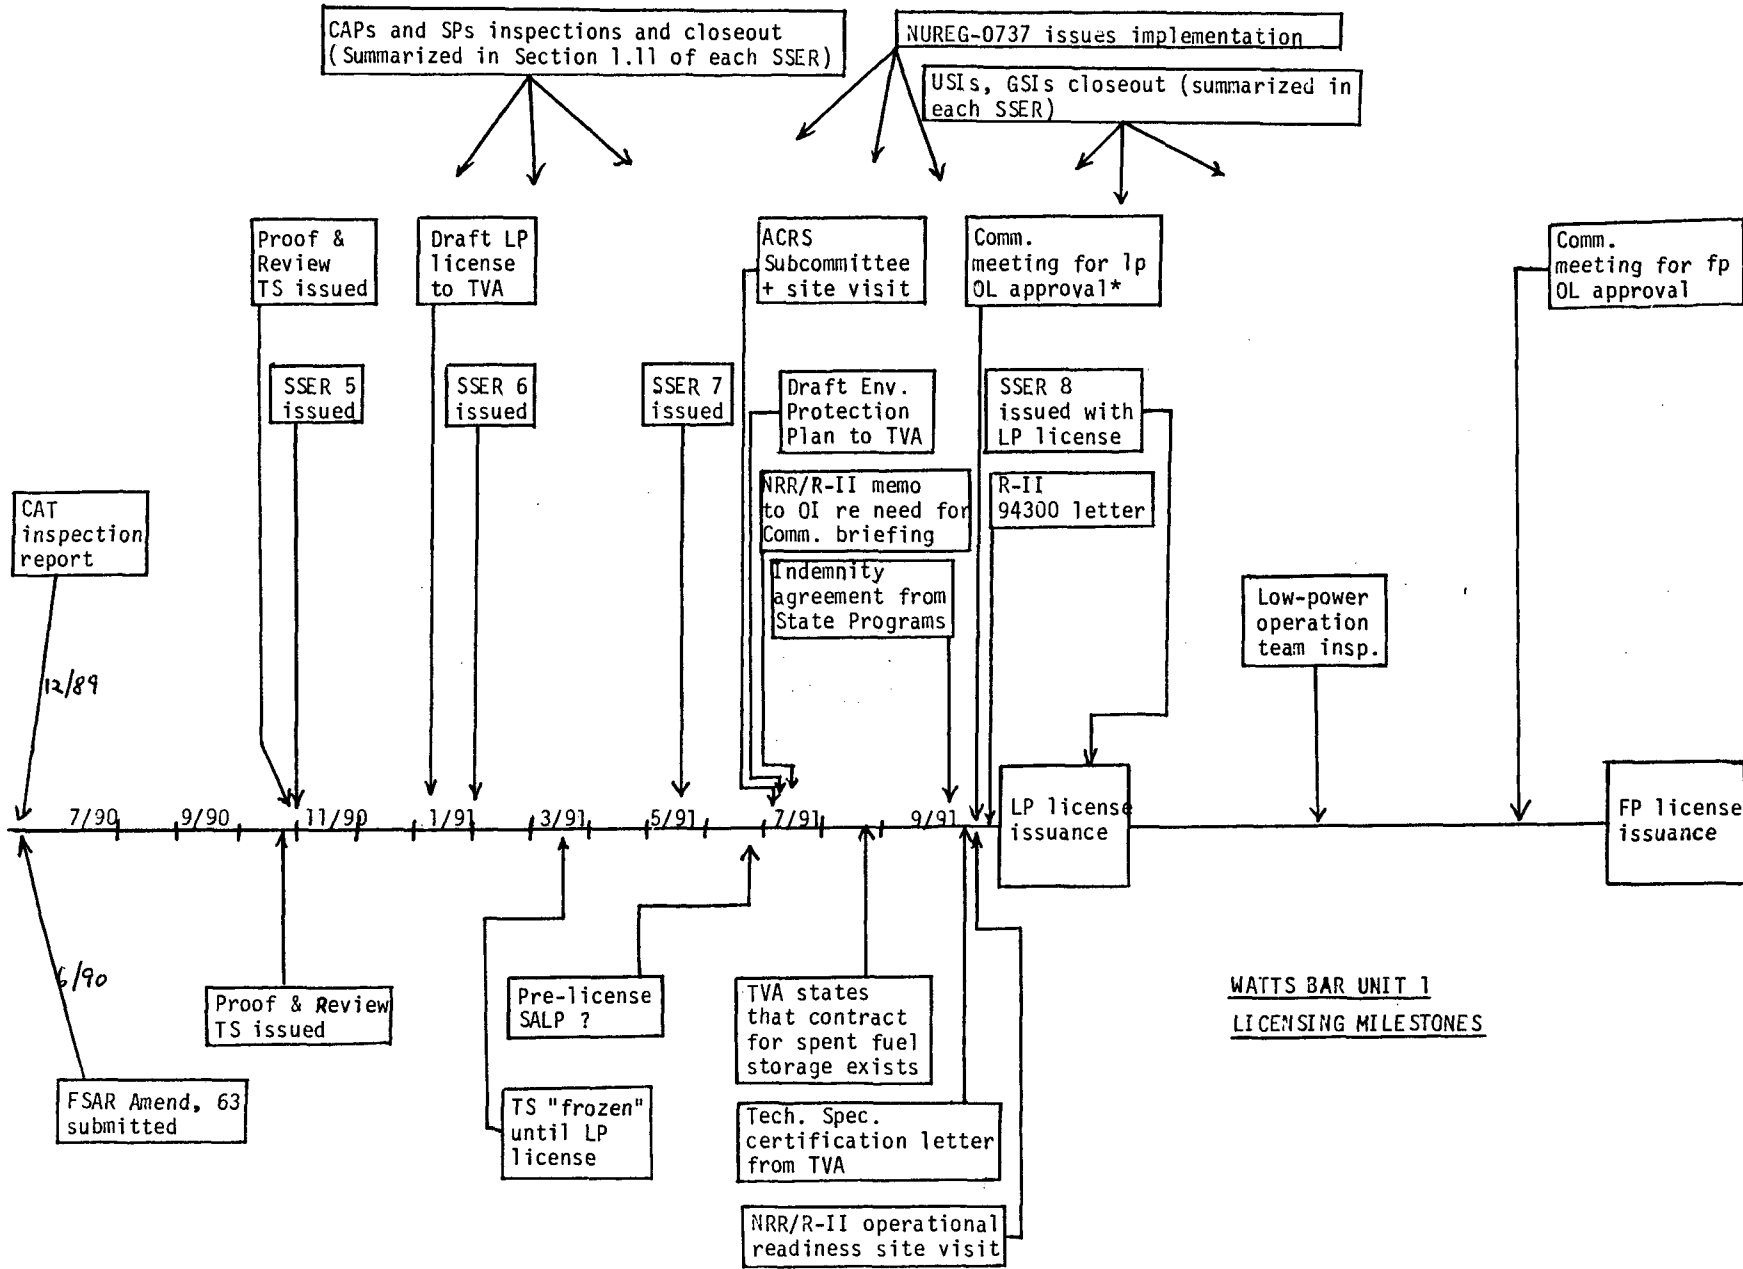 CAPs and SPs inspections and closeout
(Summarized in Section 1.11 of each SSER)
NUREG-0737 issues implementation
USIs, GSIs closeout (summarized in
each SSER)
Proof &
Review
TS issued
Draft LP
license
to TVA
ACRS
Subcommittee
+ site visit
Comm.
meeting for lp
OL approval*
Comm.
meeting for fp
OL approval
SSER 5
issued
SSER 6
issued
SSER 7
issued
Draft Env.
Protection
Plan to TVA
SSER 8
issued with
LP license
NRR/R-II memo
to OI re need for
Comm. briefing
R-II
94300 letter
CAT
inspection
report
Indemnity
agreement from
State Programs
Low-power
operation
team insp.
12/89
7/90
9/90
11/90
1/91
3/91
5/91
7/91
9/91
LP license
issuance
FP license
issuance
6/90
Proof & Review
TS issued
Pre-license
SALP ?
TVA states
that contract
for spent fuel
storage exists
WATTS BAR UNIT 1
LICENSING MILESTONES
FSAR Amend, 63
submitted
TS "frozen"
until LP
license
Tech. Spec.
certification letter
from TVA
NRR/R-II operational
readiness site visit